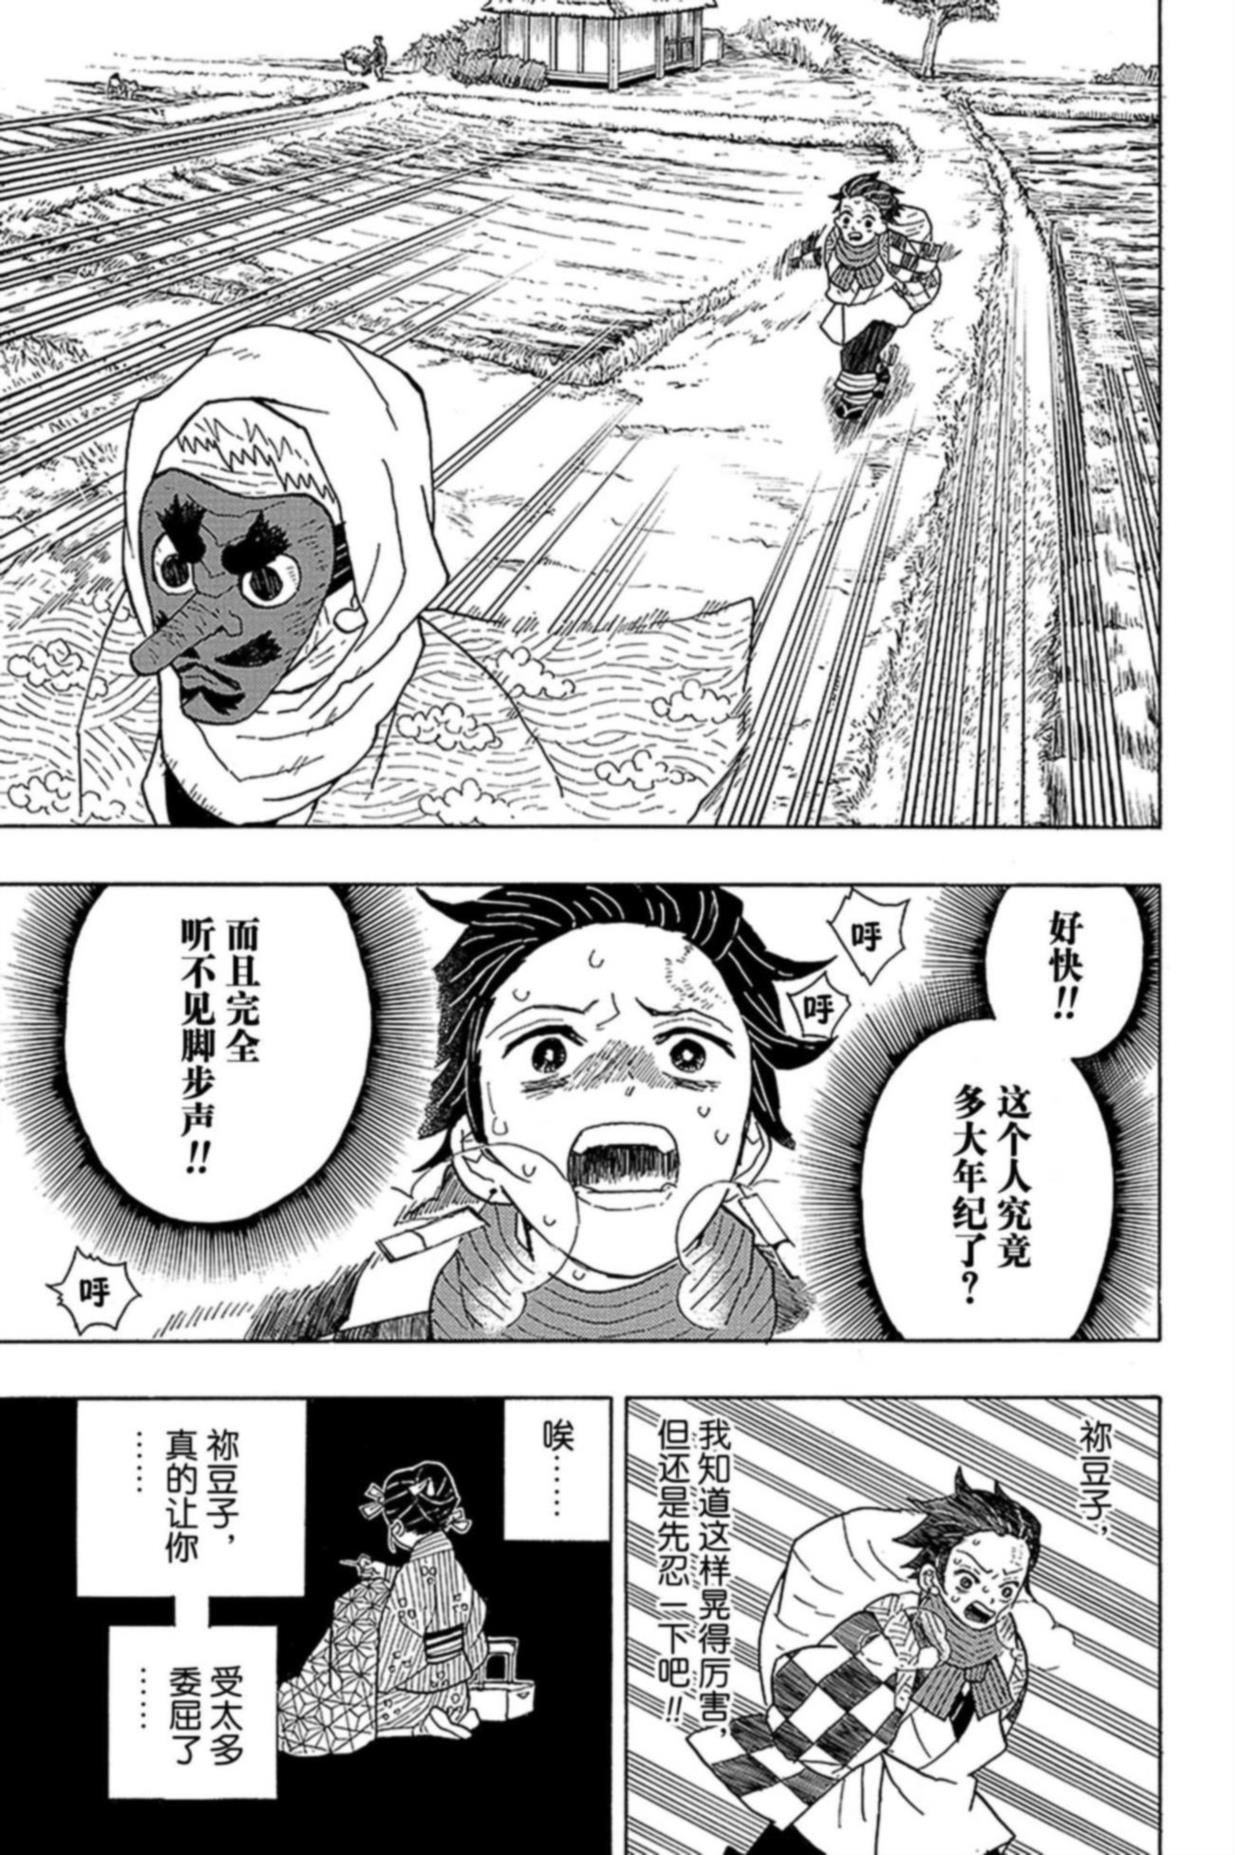 好快!!
这个人究竟
多大年纪了?
呼
呼
而且完全
听不见脚步声!!
呼
祢豆子,
我知道这样晃得厉害,
但还是先忍一下吧!!
唉……
祢豆子,
真的让你
……
受太多
委屈了
……